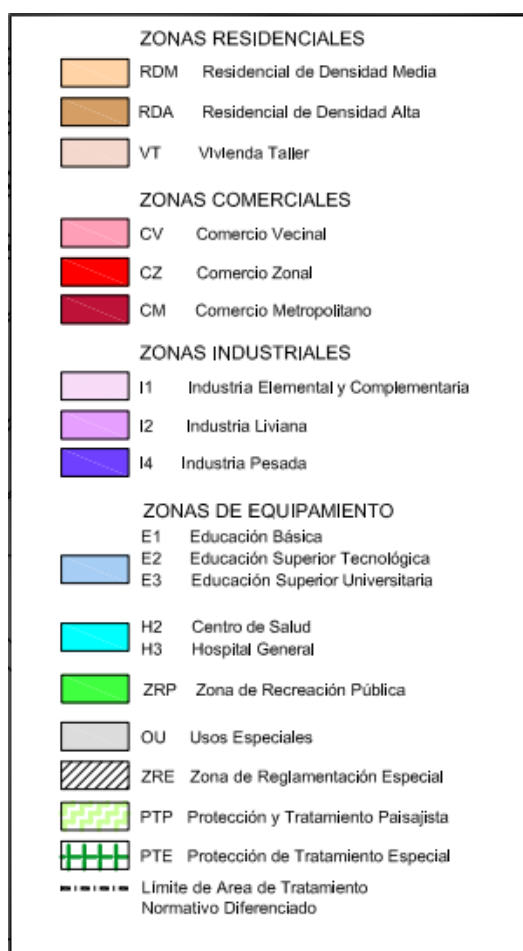 ZONAS RESIDENCIALES
RDM Residencial de Densidad Media
RDA Residencial de Densidad Alta
VT Vivienda Taller
ZONAS COMERCIALES
CV Comercio Vecinal
CZ Comercio Zonal
CM Comercio Metropolitano
ZONAS INDUSTRIALES
I1 Industria Elemental y Complementaria
I2 Industria Liviana
I4 Industria Pesada
ZONAS DE EQUIPAMIENTO
E1 Educación Básica
E2 Educación Superior Tecnológica
E3 Educación Superior Universitaria
H2 Centro de Salud
H3 Hospital General
ZRP Zona de Recreación Pública
OU Usos Especiales
ZRE Zona de Reglamentación Especial
PTP Protección y Tratamiento Paisajista
PTE Protección de Tratamiento Especial
Límite de Area de Tratamiento
Normativo Diferenciado